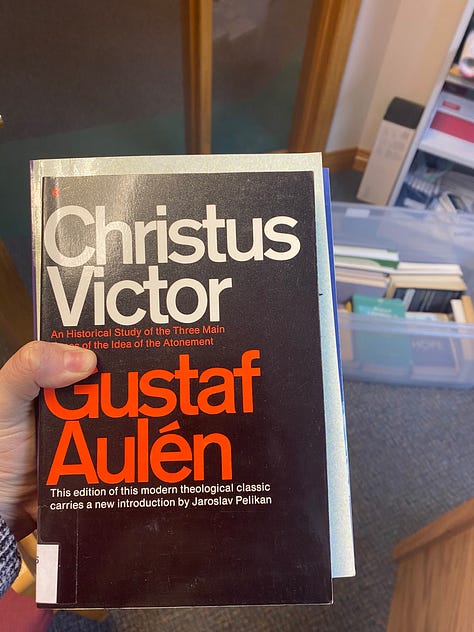 Christus
Victor
An Historical Study of the Three Main
of the Idea of the Atonement
Gustaf
Aulén
This edition of this modern theological classic
carries a new introduction by Jaroslav Pelikan
HOPE